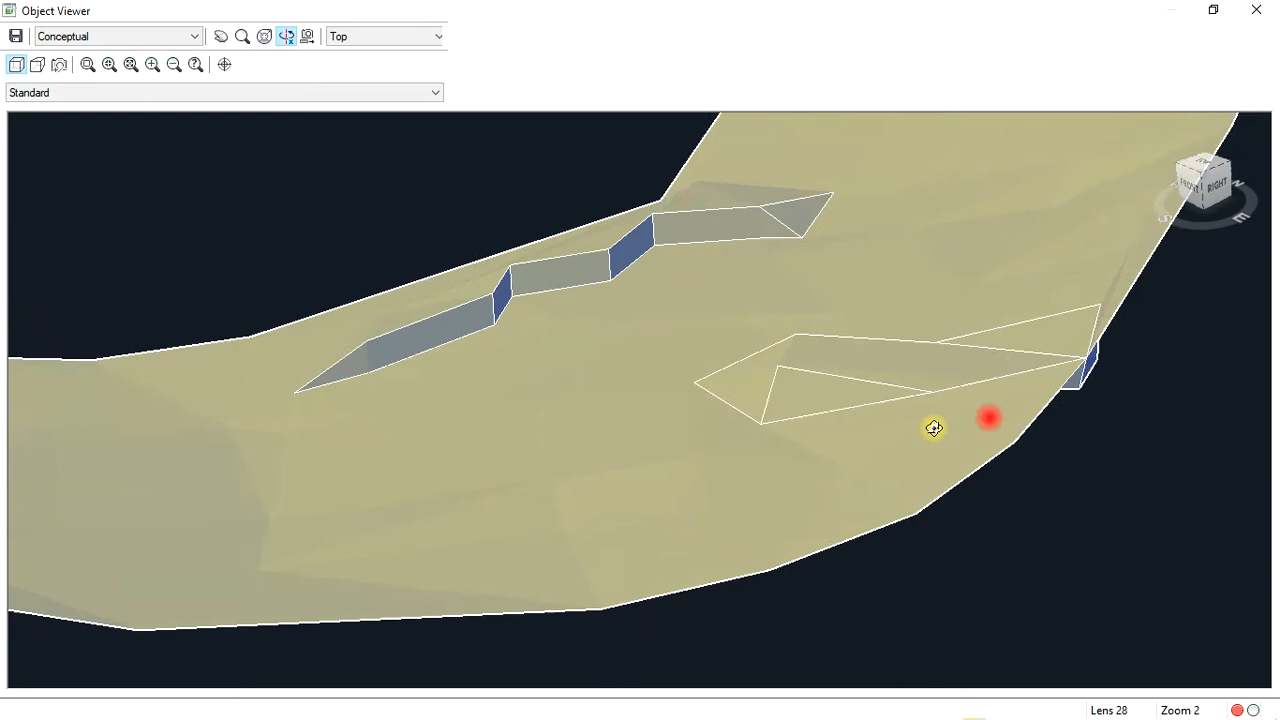 Object Viewer
Conceptual
Top
Standard
FRONT
RIGHT
S
E
N
Lens 28
Zoom 2